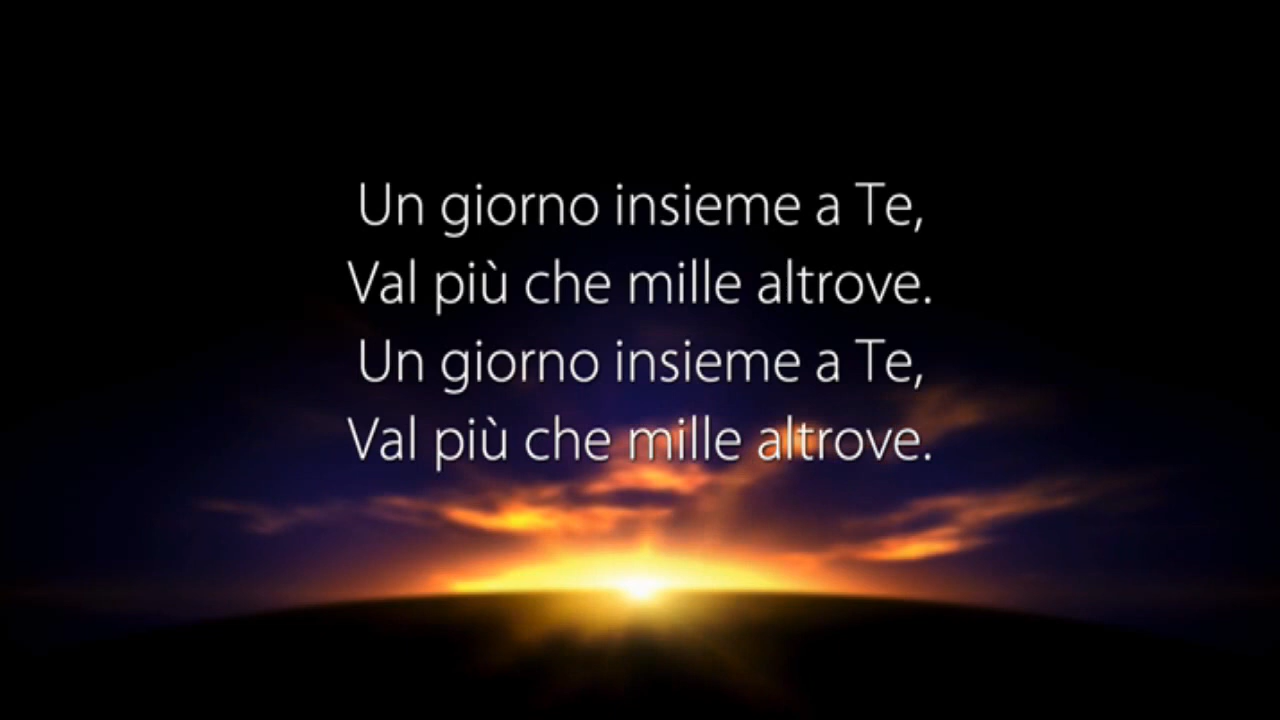 Un giorno insieme a Te,
Val più che mille altrove.
Un giorno insieme a Te,
Val più che mille altrove.